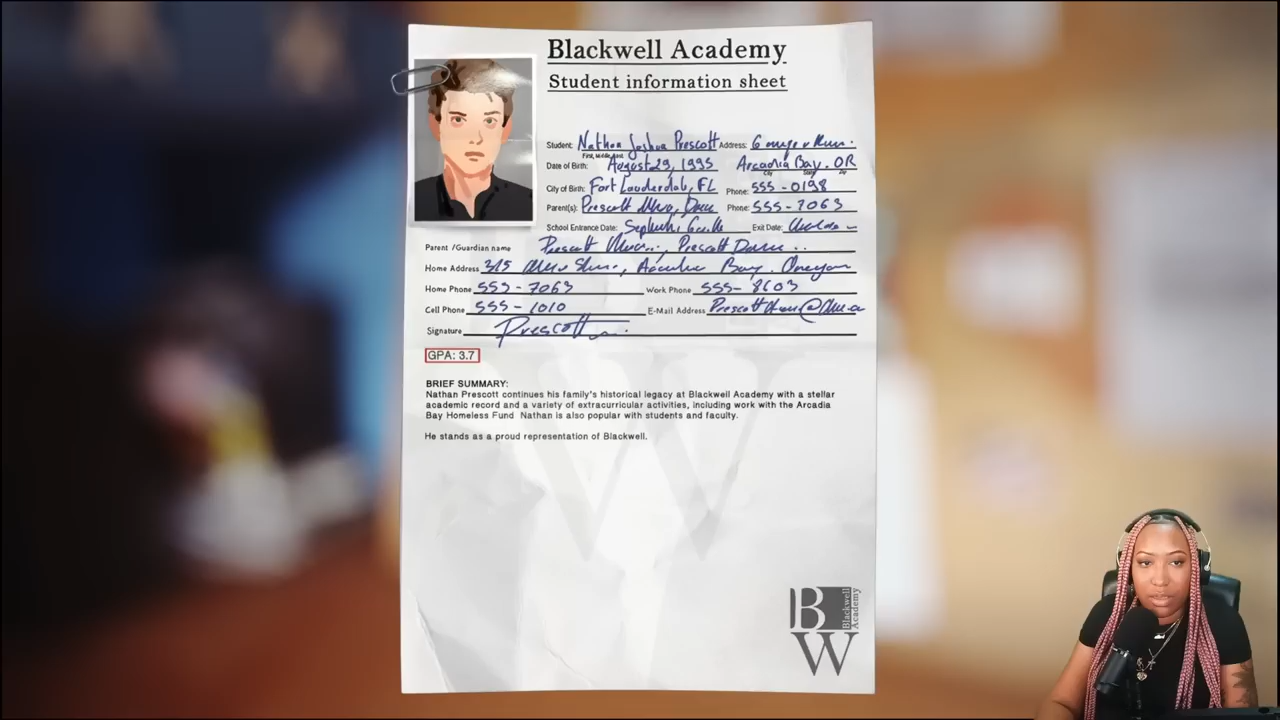 Blackwell Academy
Student information sheet
Student: Nathan Joshua Prescott Address:
First, Middle, Last
Date of Birth: August 29, 1995 Arcadia Bay, OR
City State Zip
City of Birth: Fort Lauderdale, FL Phone: 555-0198
Parent(s): Prescott Phone: 555-7063
School Entrance Date: Exit Date:
Parent /Guardian name Prescott Prescott
Home Address 315 Arcadia Bay. Oregon
Home Phone 555-7063 Work Phone 555-8103
Cell Phone 555-1010 E-Mail Address
Signature Prescott
GPA: 3.7
BRIEF SUMMARY:
Nathan Prescott continues his family's historical legacy at Blackwell Academy with a stellar
academic record and a variety of extracurricular activities, including work with the Arcadia
Bay Homeless Fund Nathan is also popular with students and faculty.
He stands as a proud representation of Blackwell.
B Blackwell Academy
W